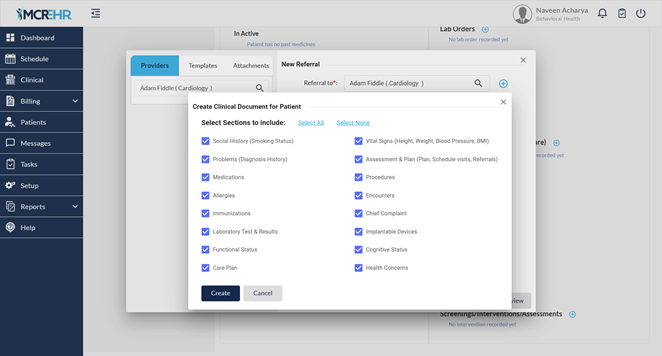 MCREHR
Naveen Acharya
Behavioral Health
Dashboard
Schedule
Clinical
Billing
Patients
Messages
Tasks
Setup
Reports
Help
In Active
Patient has no past medicines
Lab Orders
No lab order recorded yet
Providers
Templates
Attachments
Adam Fiddle ( Cardiology )
New Referral
Referral to*:
Adam Fiddle ( Cardiology )
Create Clinical Document for Patient
Select Sections to include:
Select All
Select None
Social History (Smoking Status)
Vital Signs (Height, Weight, Blood Pressure, BMI)
Problems (Diagnosis History)
Assessment & Plan (Plan, Schedule visits, Referrals)
Medications
Procedures
Allergies
Encounters
Immunizations
Chief Complaint
Laboratory Test & Results
Implantable Devices
Functional Status
Cognitive Status
Care Plan
Health Concerns
Create
Cancel
are)
orded yet
view
Screenings/Interventions/Assessments
No intervention recorded yet